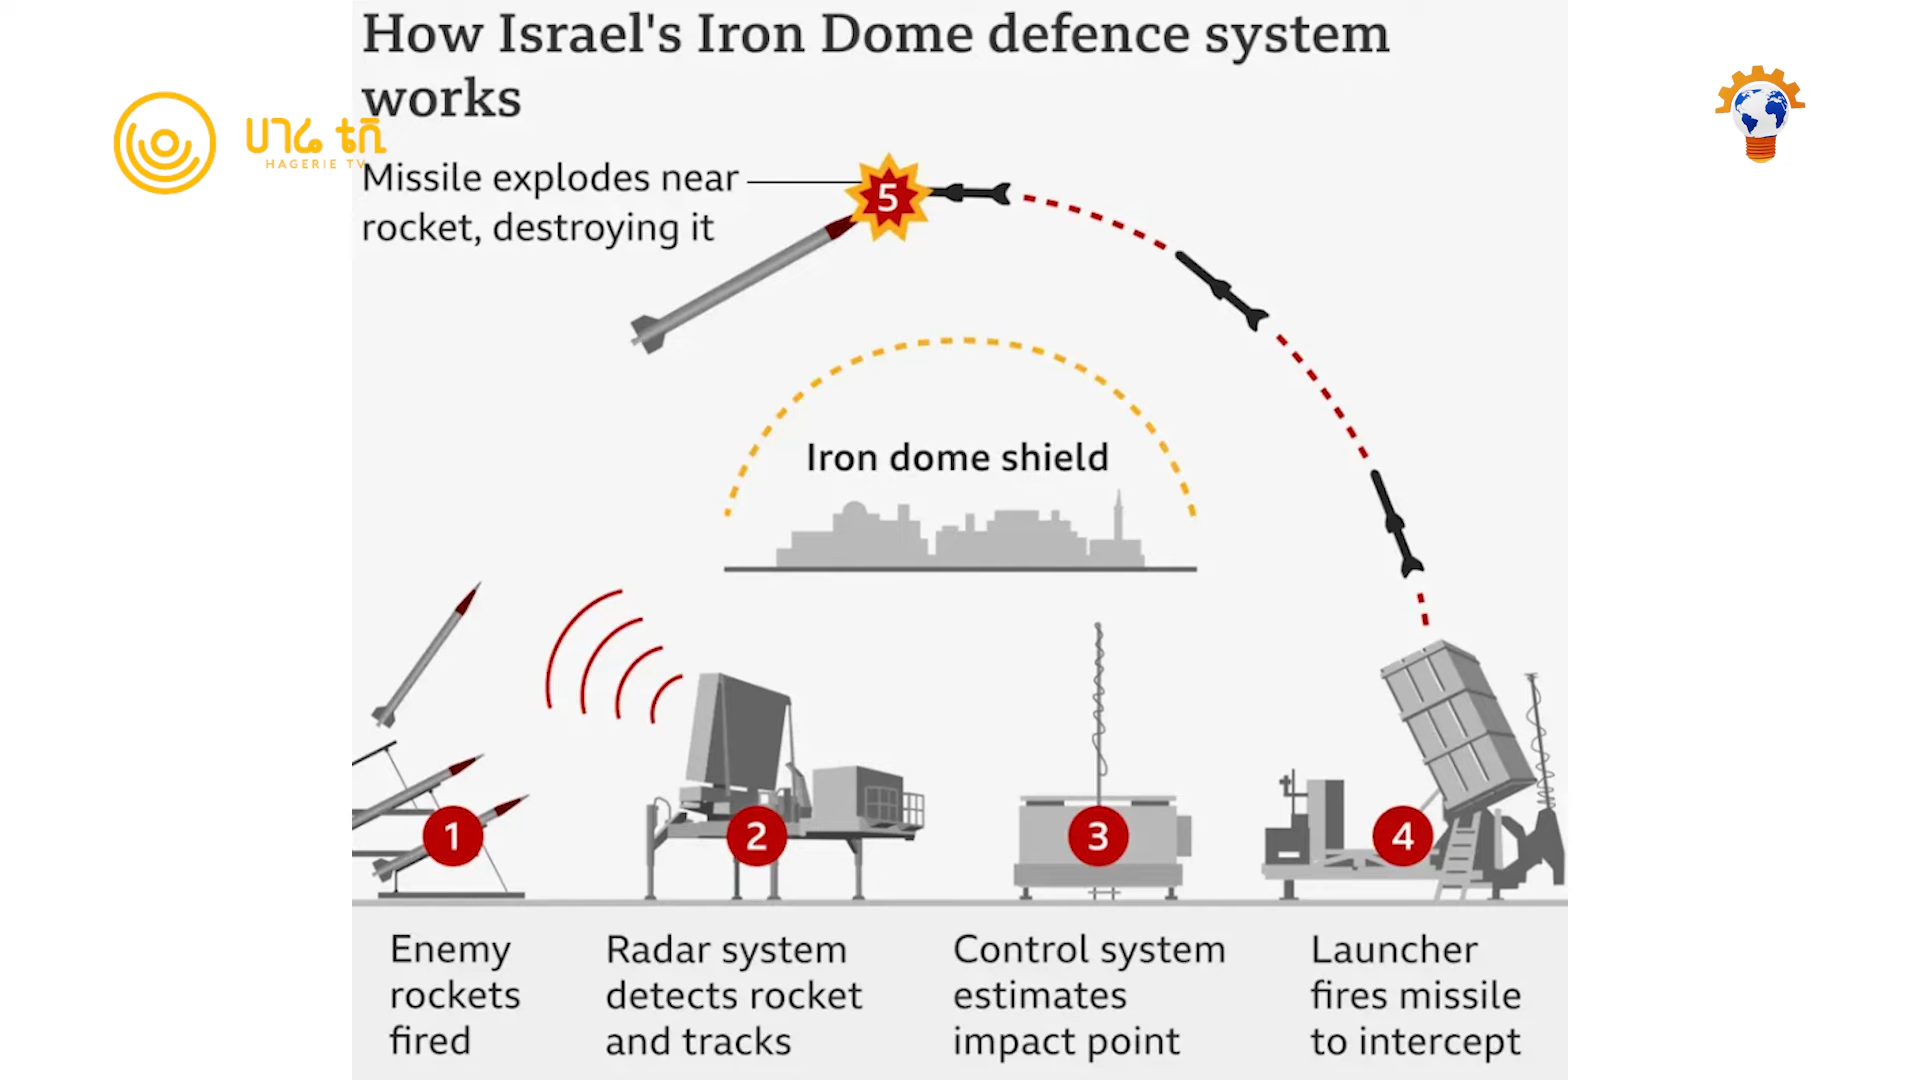 How Israel's Iron Dome defence system
works
ሀገሬ ቲቪ
HAGERIE TV
Missile explodes near
rocket, destroying it
5
Iron dome shield
1
2
3
4
Enemy
rockets
fired
Radar system
detects rocket
and tracks
Control system
estimates
impact point
Launcher
fires missile
to intercept